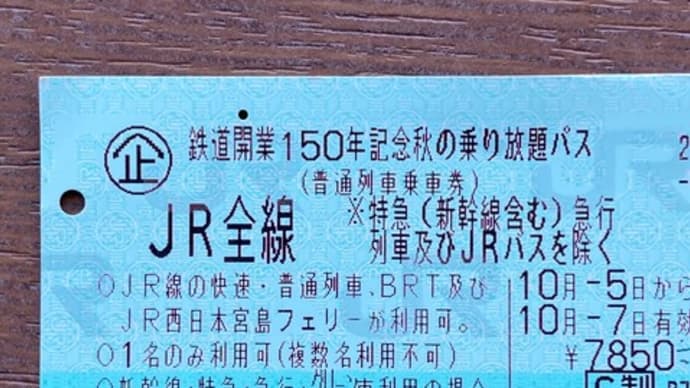 企 鉄道開業150年記念秋の乗り放題パス 2
(普通列車乗車券)
JR全線 ※特急(新幹線含む)急行
列車及びJRバスを除く
○JR線の快速・普通列車、BRT及び
JR西日本宮島フェリーが利用可。
○1名のみ利用可(複数名利用不可)
10月-5日から
10月-7日有効
¥7850